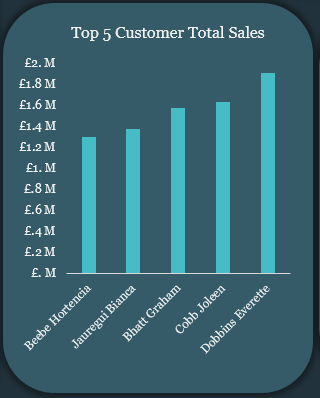 Top 5 Customer Total Sales
£2. M
£1.8 M
£1.6 M
£1.4 M
£1.2 M
£1. M
£.8 M
£.6 M
£.4 M
£.2 M
£. M
Beebe Hortencia
Jauregui Bianca
Bhatt Graham
Cobb Joleen
Dobbins Everette